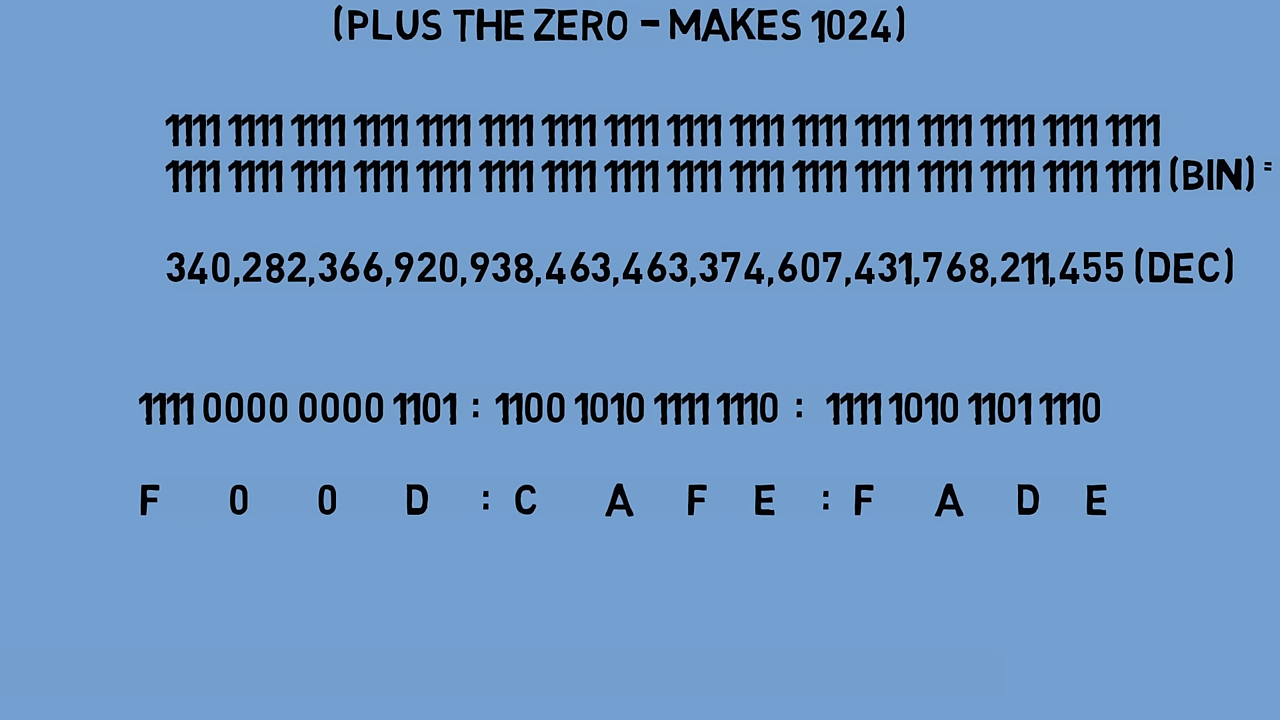 (PLUS THE ZERO - MAKES 1024)
1111 1111 1111 1111 1111 1111 1111 1111 1111 1111 1111 1111 1111 1111 1111 1111
1111 1111 1111 1111 1111 1111 1111 1111 1111 1111 1111 1111 1111 1111 1111 1111 (BIN) =
340,282,366,920,938,463,463,374,607,431,768,211,455 (DEC)
1111 0000 0000 1101 : 1100 1010 1111 1110 : 1111 1010 1101 1110
F 0 0 D : C A F E : F A D E